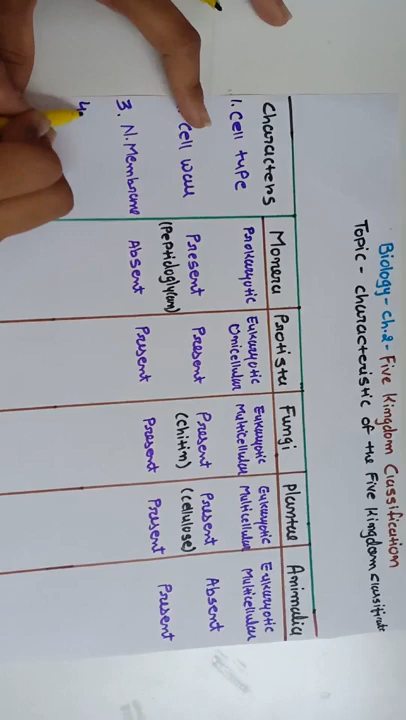 Biology - Ch.2 - Five Kingdom Classification
Topic - characteristic of the Five Kingdom classificate
Characters Monera Protista Fungi Plantae Animalia
1. Cell type Prokaryotic Eukaryotic Eukaryotic Eukaryotic Eukaryotic
Unicellular Multicellular Multicellular Multicellular
Cell wall Present Present Present Present Absent
(Peptidoglycan) (Chitin) (Cellulose)
3. N. Membrane Absent Present Present Present Present
4.